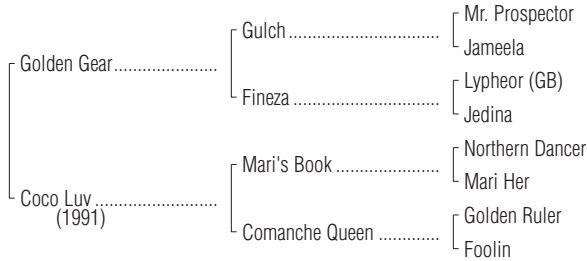 Mr. Prospector
Gulch
Jameela
Golden Gear
Lypheor (GB)
Fineza
Jedina
Northern Dancer
Mari's Book
Mari Her
Coco Luv
(1991)
Golden Ruler
Comanche Queen
Foolin